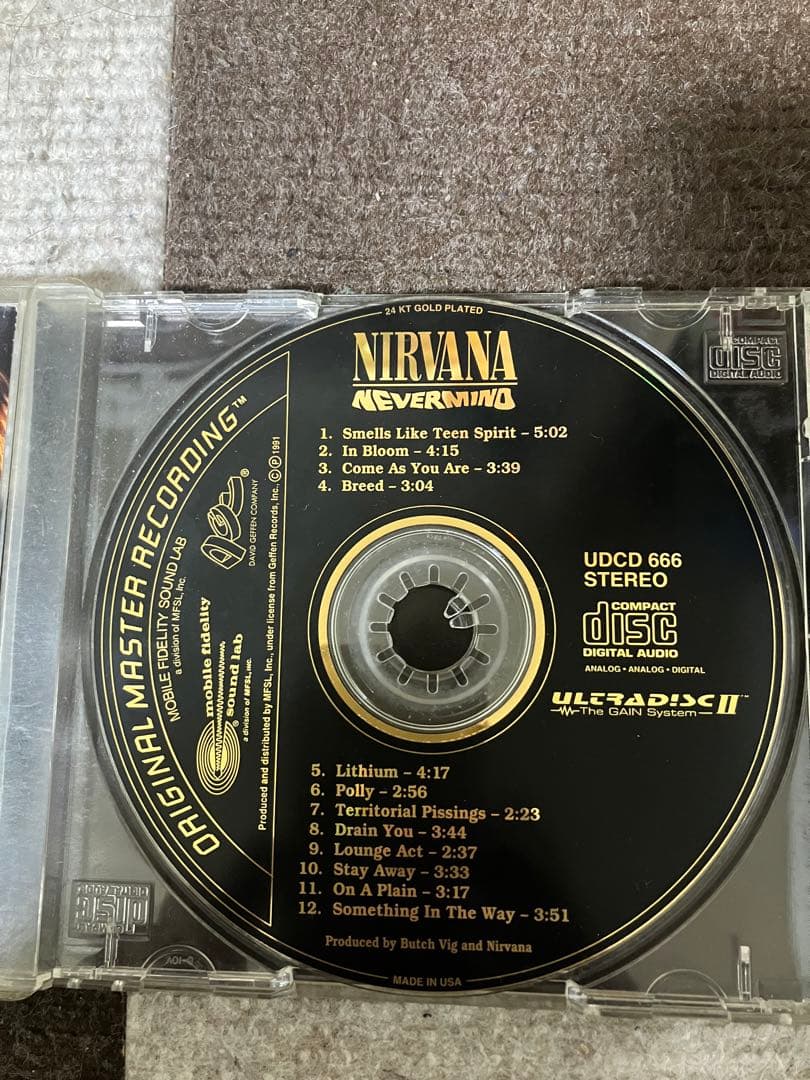 24 KT GOLD PLATED
NIRVANA
NEVERMIND
1. Smells Like Teen Spirit – 5:02
2. In Bloom – 4:15
3. Come As You Are – 3:39
4. Breed – 3:04
ORIGINAL MASTER RECORDING™
MOBILE FIDELITY SOUND LAB
a division of MFSL, Inc.
mobile fidelity
sound lab®
a division of MFSL, INC.
DAVID GEFFEN COMPANY
®
Produced and distributed by MFSL, Inc., under license from Geffen Records, Inc., ©℗ 1991
UDCD 666
STEREO
COMPACT
disc
DIGITAL AUDIO
ANALOG • ANALOG • DIGITAL
ULTRADISC II™
The GAIN System
5. Lithium – 4:17
6. Polly – 2:56
7. Territorial Pissings – 2:23
8. Drain You – 3:44
9. Lounge Act – 2:37
10. Stay Away – 3:33
11. On A Plain – 3:17
12. Something In The Way – 3:51
Produced by Butch Vig and Nirvana
MADE IN USA
COMPACT
disc
DIGITAL AUDIO
COMPACT
disc
DIGITAL AUDIO